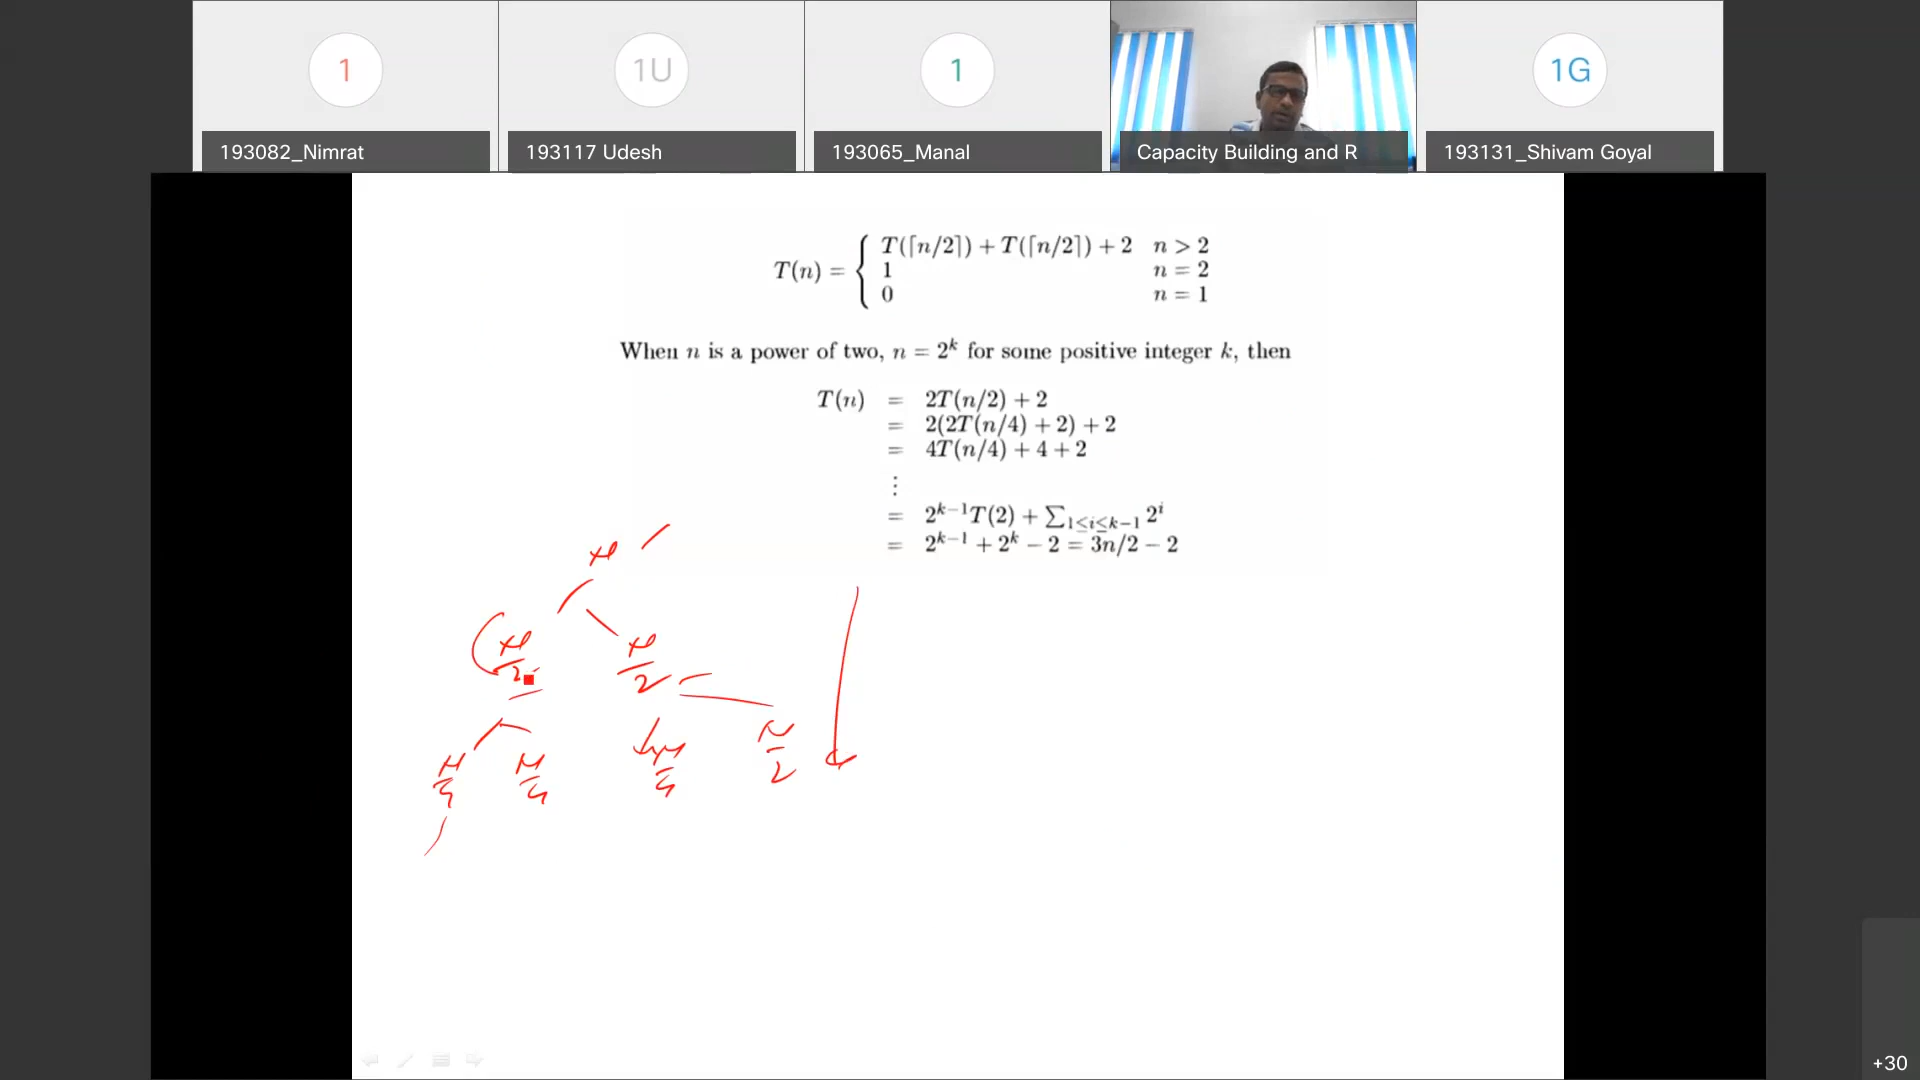 1
1U
1
1G
193082_Nimrat
193117 Udesh
193065_Manal
Capacity Building and R
193131_Shivam Goyal
T(n) = { T(⌈n/2⌉) + T(⌈n/2⌉) + 2 n > 2
1 n = 2
0 n = 1
When n is a power of two, n = 2^k for some positive integer k, then
T(n) = 2T(n/2) + 2
= 2(2T(n/4) + 2) + 2
= 4T(n/4) + 4 + 2
⋮
= 2^{k−1}T(2) + ∑_{1≤i≤k−1} 2^i
= 2^{k−1} + 2^k − 2 = 3n/2 − 2
n
n/2 n/2
n/4 n/4 n/4 n/2
+30